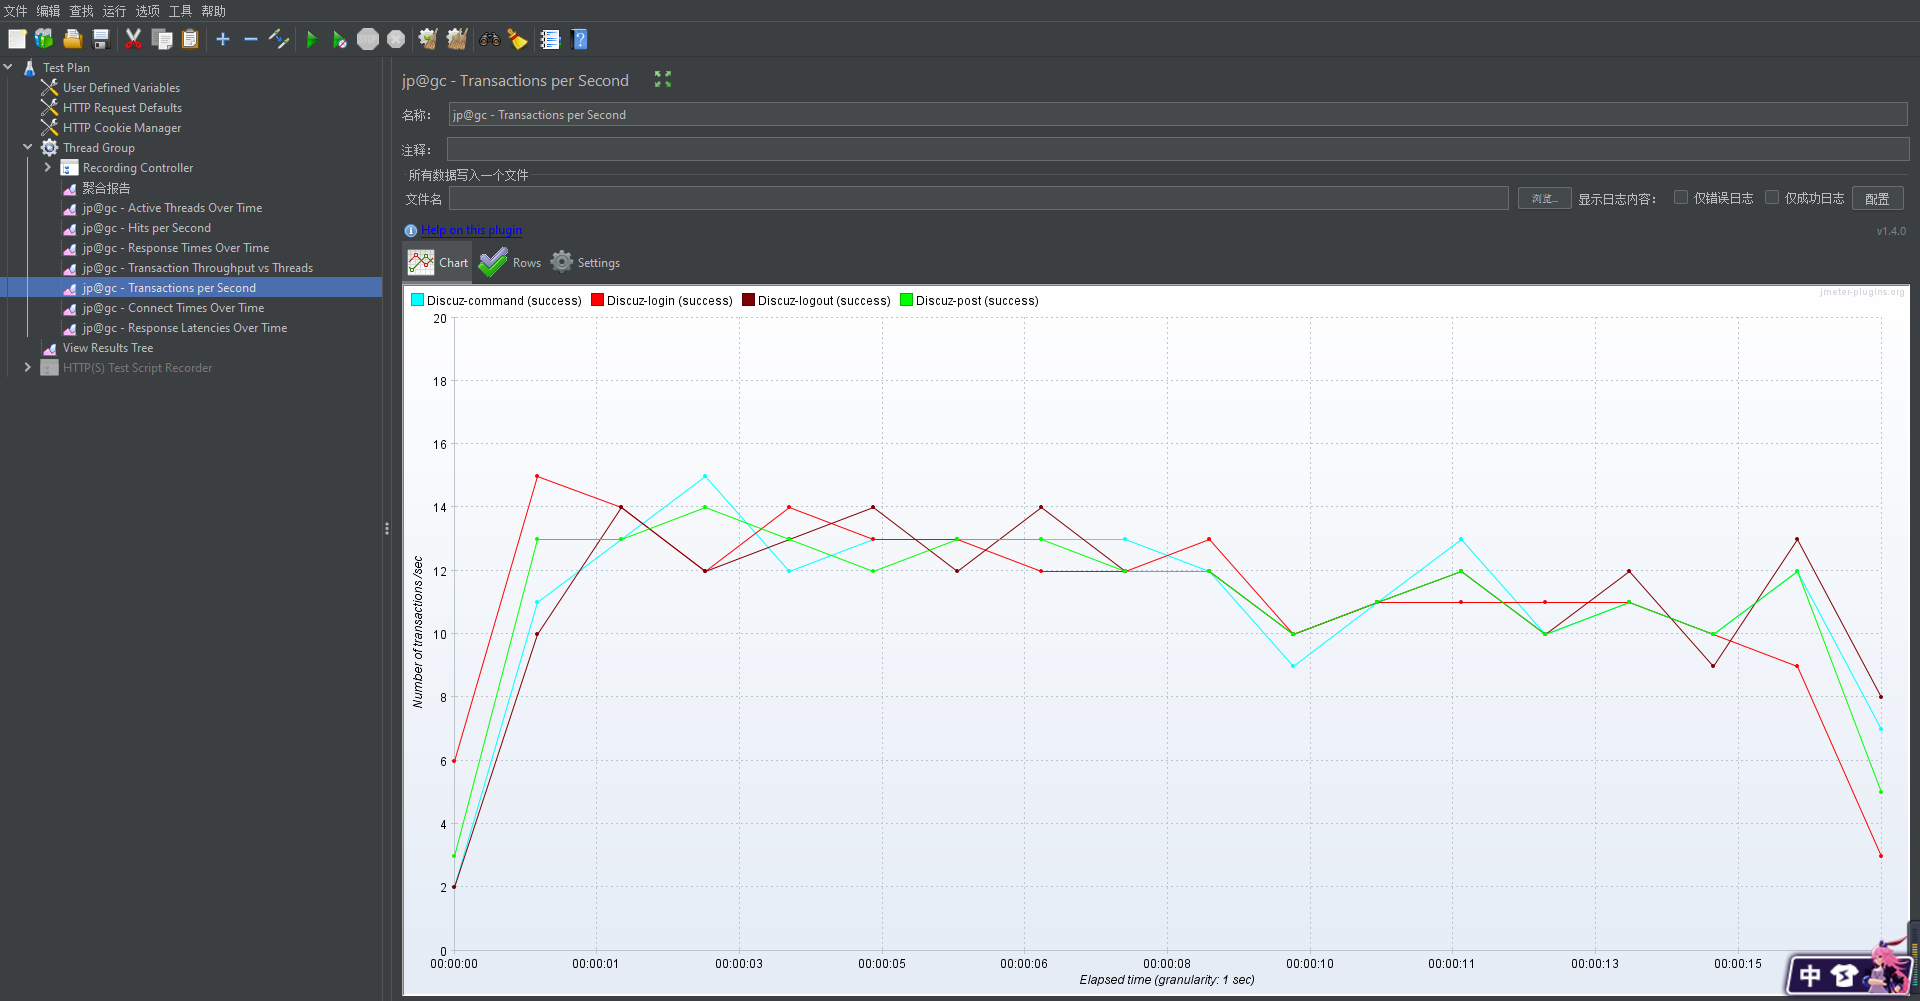 文件 编辑 查找 运行 选项 工具 帮助
Test Plan
User Defined Variables
HTTP Request Defaults
HTTP Cookie Manager
Thread Group
Recording Controller
聚合报告
jp@gc - Active Threads Over Time
jp@gc - Hits per Second
jp@gc - Response Times Over Time
jp@gc - Transaction Throughput vs Threads
jp@gc - Transactions per Second
jp@gc - Connect Times Over Time
jp@gc - Response Latencies Over Time
View Results Tree
HTTP(S) Test Script Recorder
jp@gc - Transactions per Second
名称： jp@gc - Transactions per Second
注释：
所有数据写入一个文件
文件名 浏览... 显示日志内容： 仅错误日志 仅成功日志 配置
Help on this plugin
v1.4.0
Chart Rows Settings
jmeter-plugins.org
Discuz-command (success) Discuz-login (success) Discuz-logout (success) Discuz-post (success)
20
18
16
14
12
10
8
6
4
2
0
Number of transactions /sec
00:00:00 00:00:01 00:00:03 00:00:05 00:00:06 00:00:08 00:00:10 00:00:11 00:00:13 00:00:15
Elapsed time (granularity: 1 sec)
中